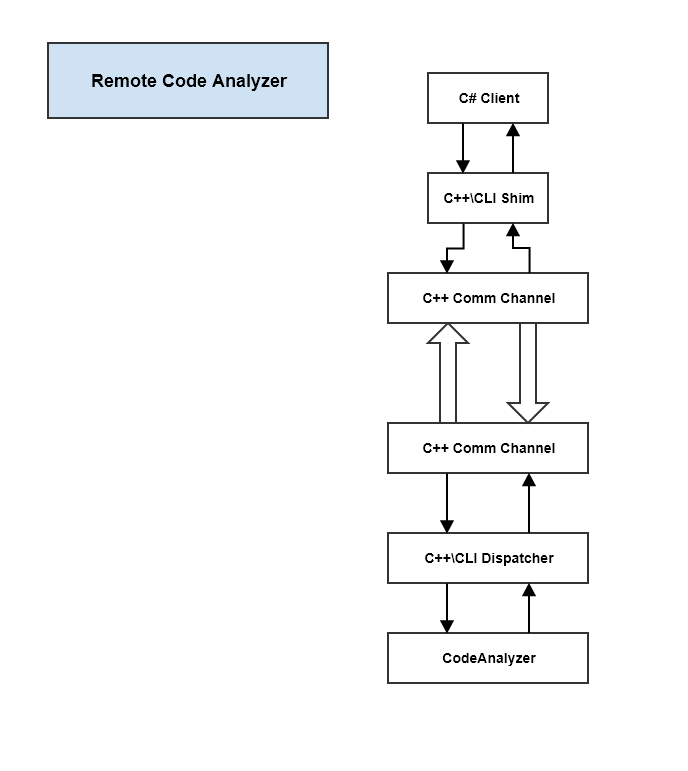 Remote Code Analyzer
C# Client
C++\CLI Shim
C++ Comm Channel
C++ Comm Channel
C++\CLI Dispatcher
CodeAnalyzer